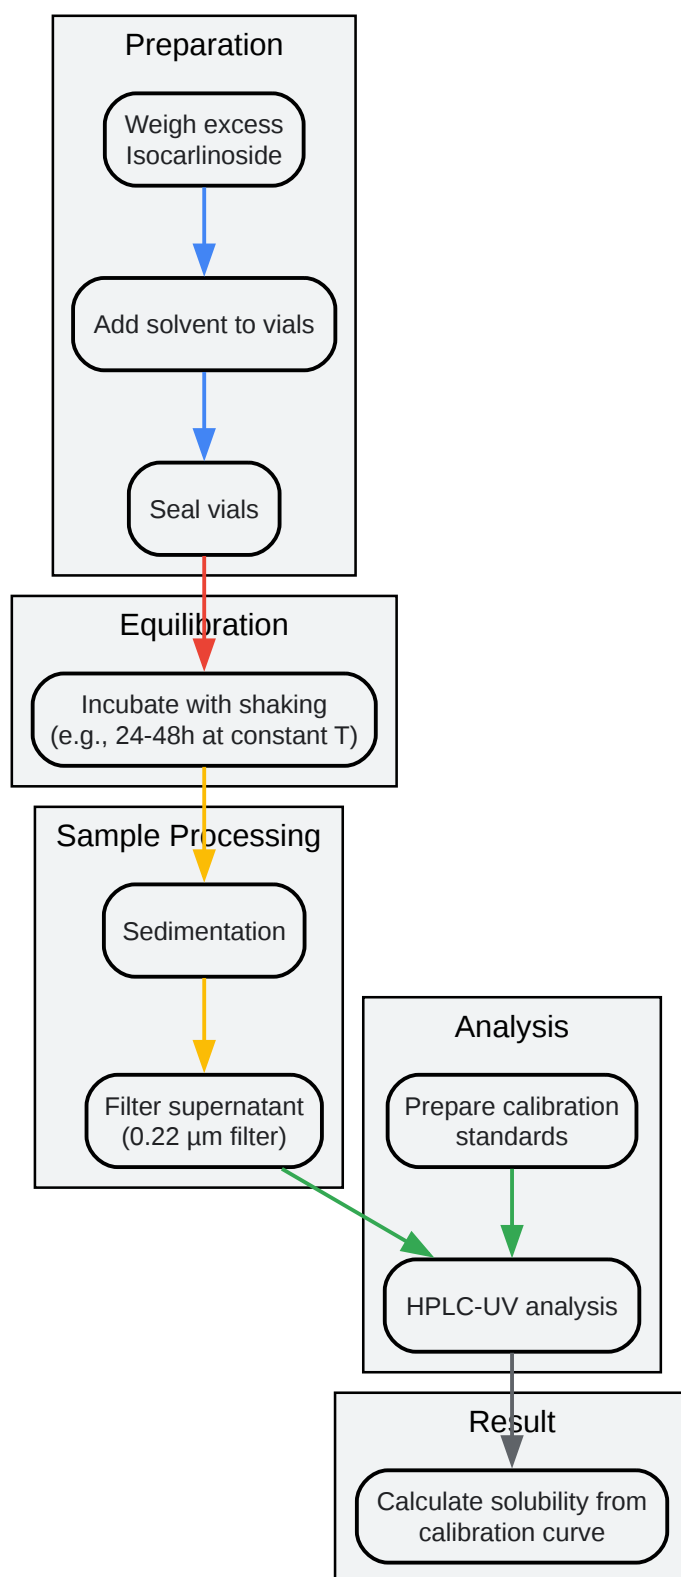 Preparation
Weigh excess
Isocarlinoside
Add solvent to vials
Seal vials
Equilibration
Incubate with shaking
(e.g., 24-48h at constant T)
Sample Processing
Sedimentation
Filter supernatant
(0.22 µm filter)
Analysis
Prepare calibration
standards
HPLC-UV analysis
Result
Calculate solubility from
calibration curve